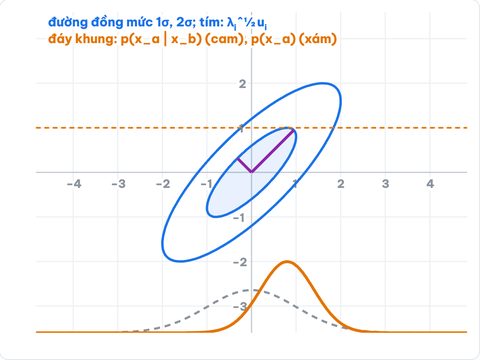 đường đồng mức 1σ, 2σ; tím: λᵢ^½ uᵢ
đáy khung: p(x_a | x_b) (cam), p(x_a) (xám)
2
1
-4 -3 -2 -1 1 2 3 4
-1
-2
-3